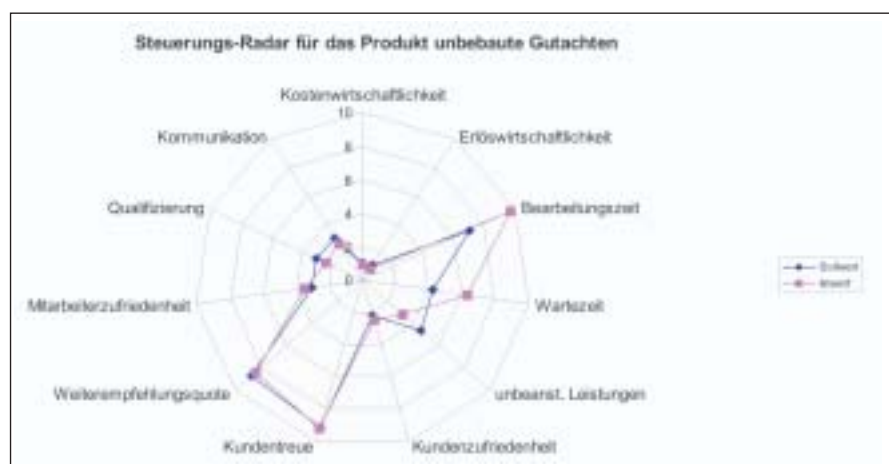 Steuerungs-Radar für das Produkt unbebaute Gutachten
Kostenwirtschaftlichkeit
10
8
6
4
0
Erlöswirtschaftlichkeit
Bearbeitungszeit
Wartezeit
unbeanst. Leistungen
Kundenzufriedenheit
Kundentreue
Weiterempfehlungsquote
Mitarbeiterzufriedenheit
Qualifizierung
Kommunikation
Sollwert
Istwert